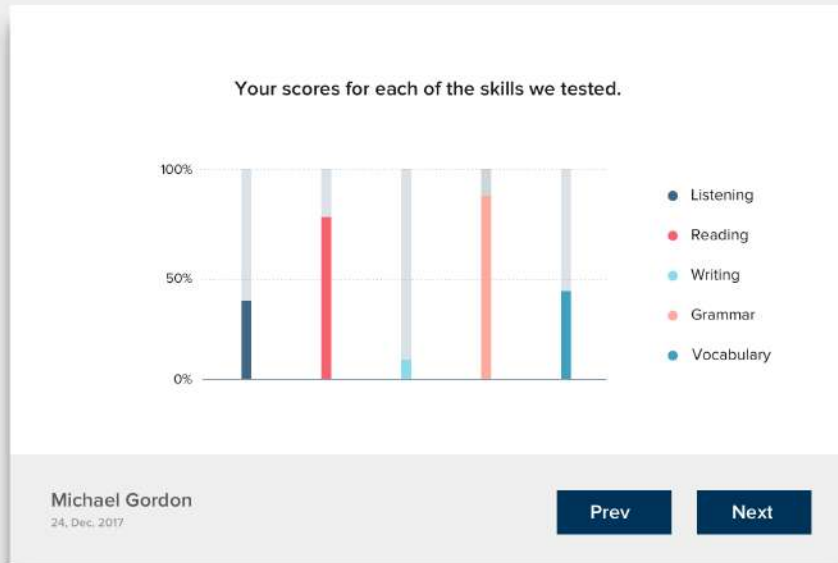 Your scores for each of the skills we tested.
100%
50%
0%
Listening
Reading
Writing
Grammar
Vocabulary
Michael Gordon
24, Dec. 2017
Prev
Next